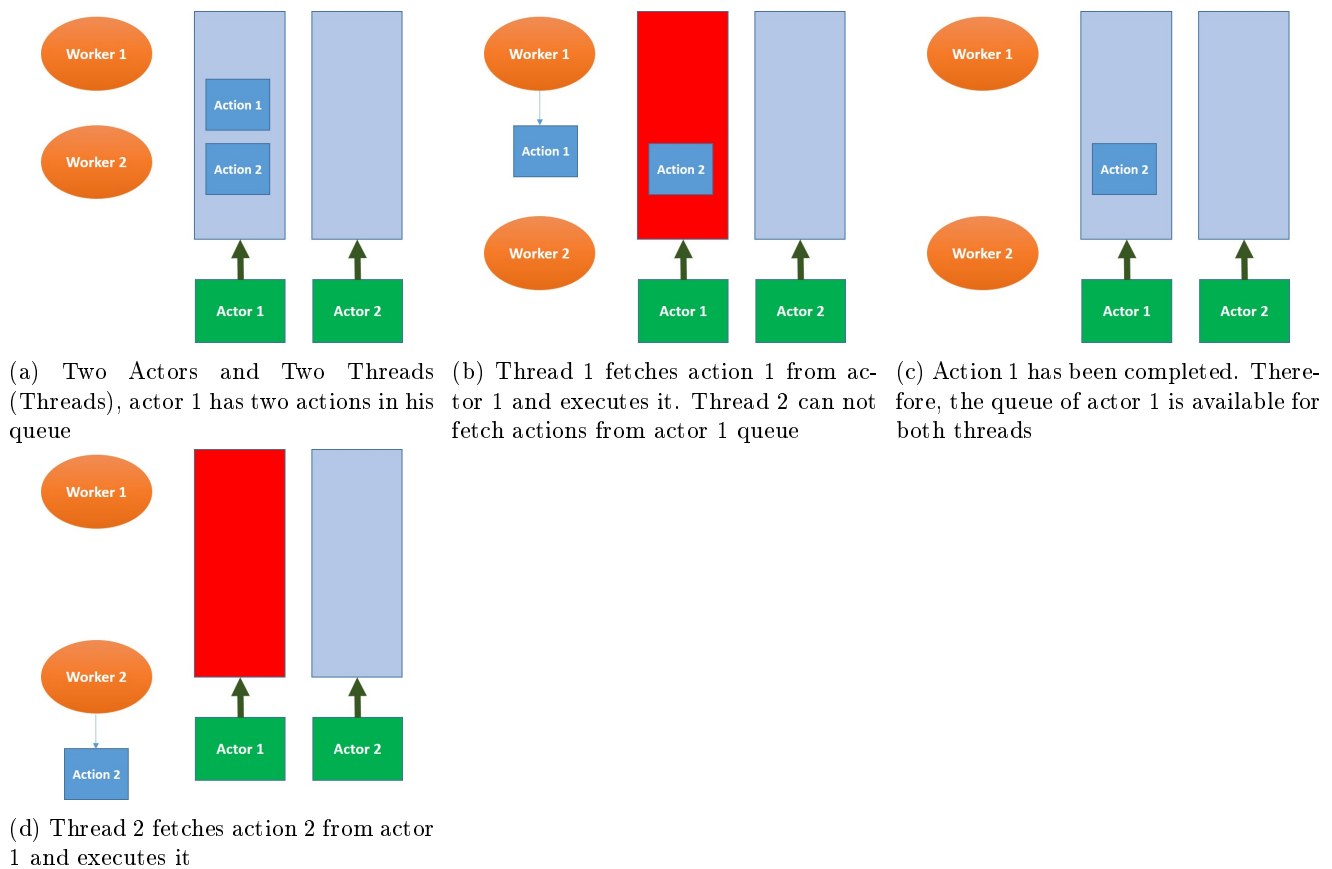 Worker 1
Action 1
Worker 2
Action 2
Actor 1
Actor 2
(a) Two Actors and Two Threads
(Threads), actor 1 has two actions in his
queue
Worker 1
Action 1
Action 2
Worker 2
Actor 1
Actor 2
(b) Thread 1 fetches action 1 from ac-
tor 1 and executes it. Thread 2 can not
fetch actions from actor 1 queue
Worker 1
Action 2
Worker 2
Actor 1
Actor 2
(c) Action 1 has been completed. There-
fore, the queue of actor 1 is available for
both threads
Worker 1
Worker 2
Actor 1
Actor 2
Action 2
(d) Thread 2 fetches action 2 from actor
1 and executes it